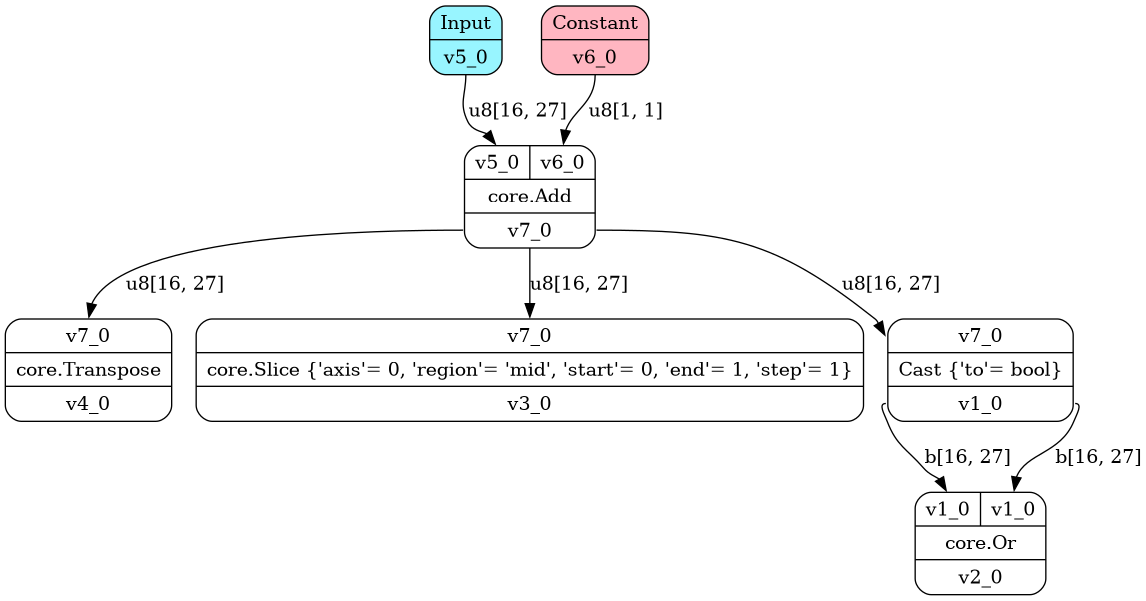 Input
v5_0
Constant
v6_0
u8[16, 27]
u8[1, 1]
v5_0
v6_0
core.Add
v7_0
u8[16, 27]
u8[16, 27]
u8[16, 27]
v7_0
core.Transpose
v4_0
v7_0
core.Slice {'axis'= 0, 'region'= 'mid', 'start'= 0, 'end'= 1, 'step'= 1}
v3_0
v7_0
Cast {'to'= bool}
v1_0
b[16, 27]
b[16, 27]
v1_0
v1_0
core.Or
v2_0